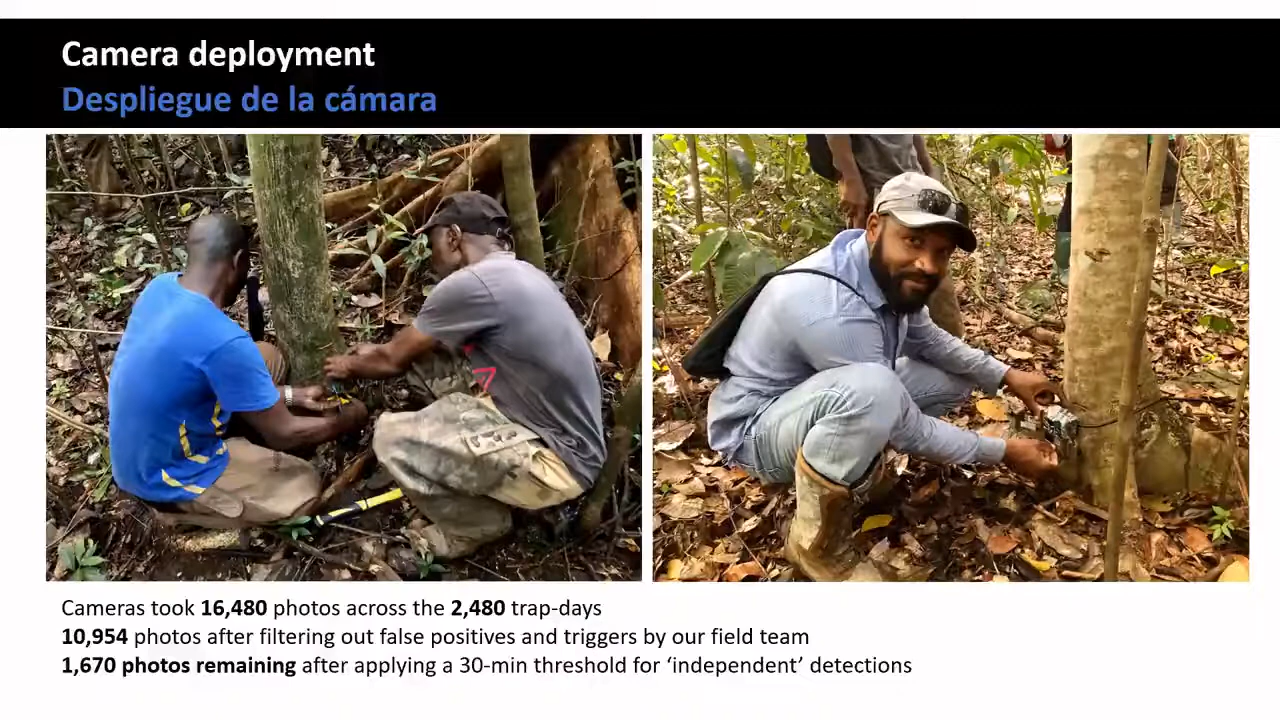 Camera deployment
Despliegue de la cámara
Cameras took 16,480 photos across the 2,480 trap-days
10,954 photos after filtering out false positives and triggers by our field team
1,670 photos remaining after applying a 30-min threshold for ‘independent’ detections